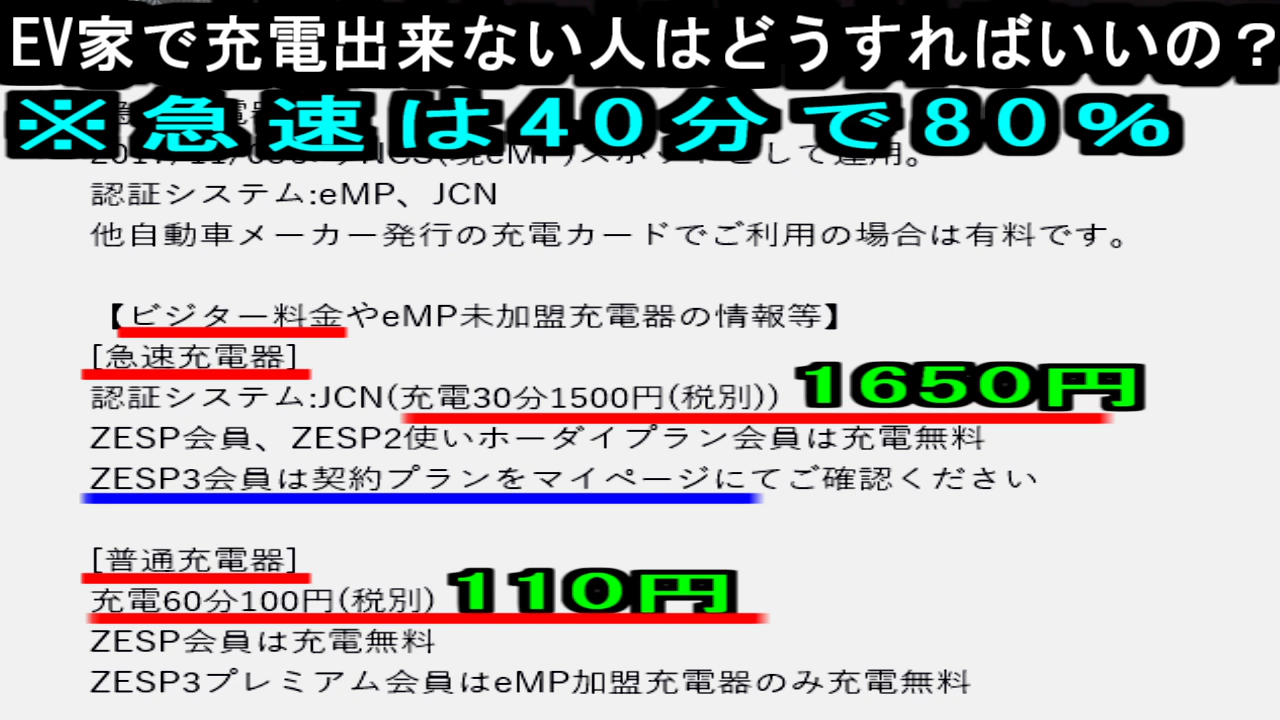 EV家で充電出来ない人はどうすればいいの？
※急速は40分で80%
認証システム:eMP、JCN
他自動車メーカー発行の充電カードでご利用の場合は有料です。
【ビジター料金やeMP未加盟充電器の情報等】
[急速充電器]
認証システム:JCN(充電30分1500円(税別)) 1650円
ZESP会員、ZESP2使いホーダイプラン会員は充電無料
ZESP3会員は契約プランをマイページにてご確認ください
[普通充電器]
充電60分100円(税別) 110円
ZESP会員は充電無料
ZESP3プレミアム会員はeMP加盟充電器のみ充電無料